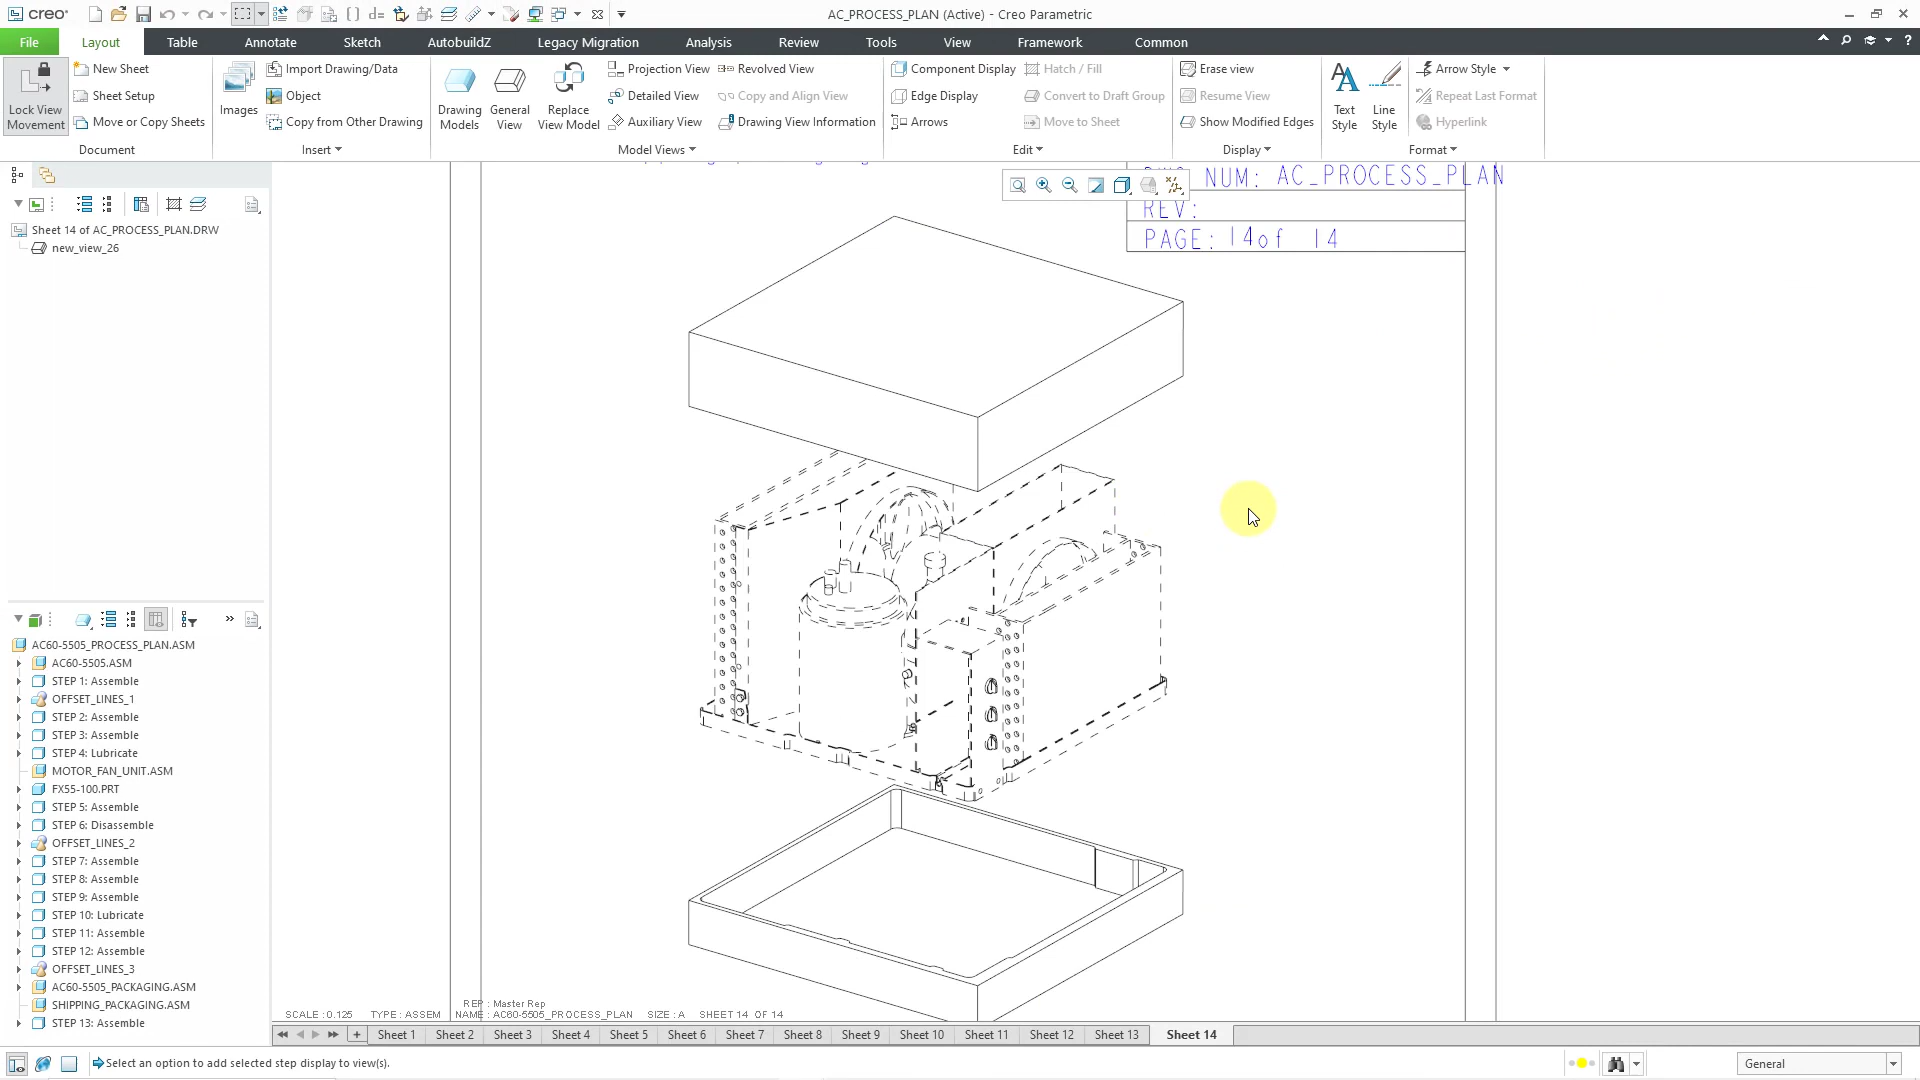 creo
AC_PROCESS_PLAN (Active) - Creo Parametric
File Layout Table Annotate Sketch AutobuildZ Legacy Migration Analysis Review Tools View Framework Common
Lock View Movement
New Sheet
Sheet Setup
Move or Copy Sheets
Document
Images
Import Drawing/Data
Object
Copy from Other Drawing
Insert
Drawing Models
General View
Replace View Model
Projection View
Detailed View
Auxiliary View
Revolved View
Copy and Align View
Drawing View Information
Model Views
Component Display
Edge Display
Arrows
Hatch / Fill
Convert to Draft Group
Move to Sheet
Edit
Erase view
Resume View
Show Modified Edges
Display
Text Style
Line Style
Arrow Style
Repeat Last Format
Hyperlink
Format
NUM: AC_PROCESS_PLAN
REV:
PAGE: 14 of 14
Sheet 14 of AC_PROCESS_PLAN.DRW
new_view_26
AC60-5505_PROCESS_PLAN.ASM
AC60-5505.ASM
STEP 1: Assemble
OFFSET_LINES_1
STEP 2: Assemble
STEP 3: Assemble
STEP 4: Lubricate
MOTOR_FAN_UNIT.ASM
FX55-100.PRT
STEP 5: Assemble
STEP 6: Disassemble
OFFSET_LINES_2
STEP 7: Assemble
STEP 8: Assemble
STEP 9: Assemble
STEP 10: Lubricate
STEP 11: Assemble
STEP 12: Assemble
OFFSET_LINES_3
AC60-5505_PACKAGING.ASM
SHIPPING_PACKAGING.ASM
STEP 13: Assemble
REP : Master Rep
SCALE : 0.125 TYPE : ASSEM NAME : AC60-5505_PROCESS_PLAN SIZE : A SHEET 14 OF 14
Sheet 1 Sheet 2 Sheet 3 Sheet 4 Sheet 5 Sheet 6 Sheet 7 Sheet 8 Sheet 9 Sheet 10 Sheet 11 Sheet 12 Sheet 13 Sheet 14
Select an option to add selected step display to view(s).
General